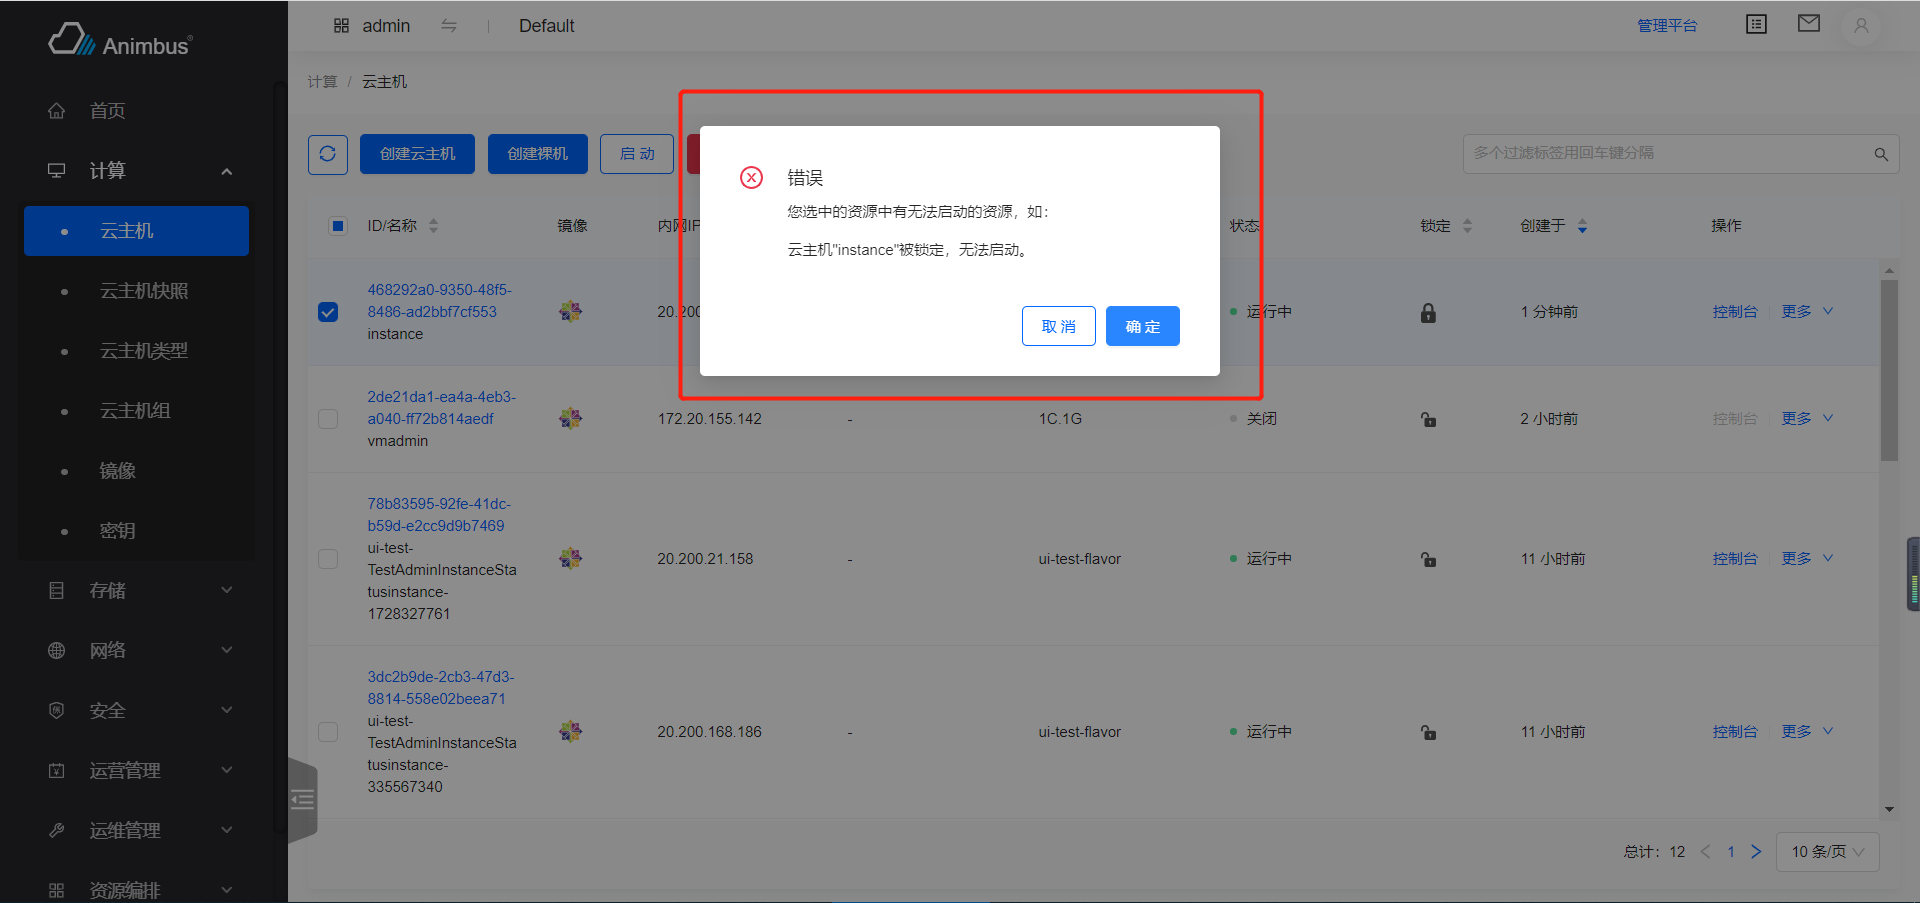 Animbus®
admin
Default
管理平台
首页
计算
云主机
云主机快照
云主机类型
云主机组
镜像
密钥
存储
网络
安全
运营管理
运维管理
资源编排
计算 / 云主机
创建云主机
创建裸机
启 动
多个过滤标签用回车键分隔
错误
您选中的资源中有无法启动的资源，如：
云主机"instance"被锁定，无法启动。
取 消
确 定
ID/名称
镜像
内网IP
状态
锁定
创建于
操作
468292a0-9350-48f5-
8486-ad2bbf7cf553
instance
20.200
运行中
1 分钟前
控制台
更多
2de21da1-ea4a-4eb3-
a040-ff72b814aedf
vmadmin
172.20.155.142
-
1C.1G
关闭
2 小时前
控制台
更多
78b83595-92fe-41dc-
b59d-e2cc9d9b7469
ui-test-
TestAdminInstanceSta
tusinstance-
1728327761
20.200.21.158
-
ui-test-flavor
运行中
11 小时前
控制台
更多
3dc2b9de-2cb3-47d3-
8814-558e02beea71
ui-test-
TestAdminInstanceSta
tusinstance-
335567340
20.200.168.186
-
ui-test-flavor
运行中
11 小时前
控制台
更多
总计：12
1
10 条/页